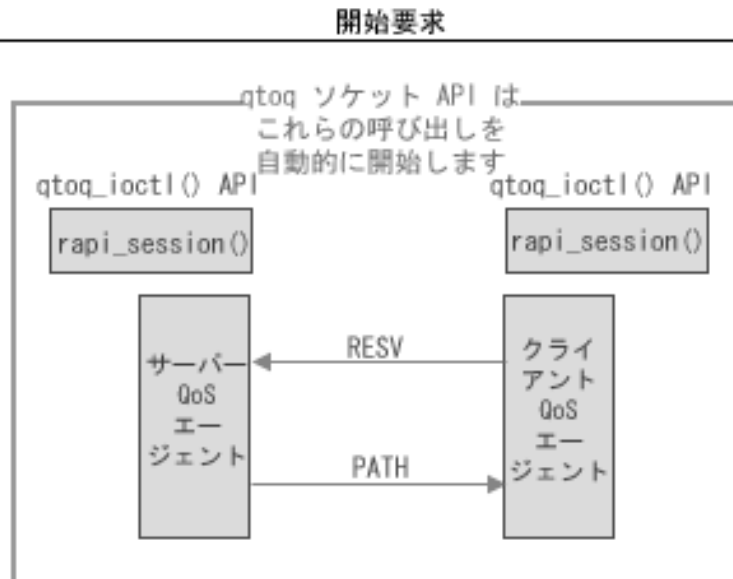 開始要求
qtoq ソケット API は
これらの呼び出しを
自動的に開始します
qtoq_ioctl() API
qtoq_ioctl() API
rapi_session()
rapi_session()
サーバー
QoS
エー
ジェント
RESV
PATH
クライ
アント
QoS
エー
ジェント